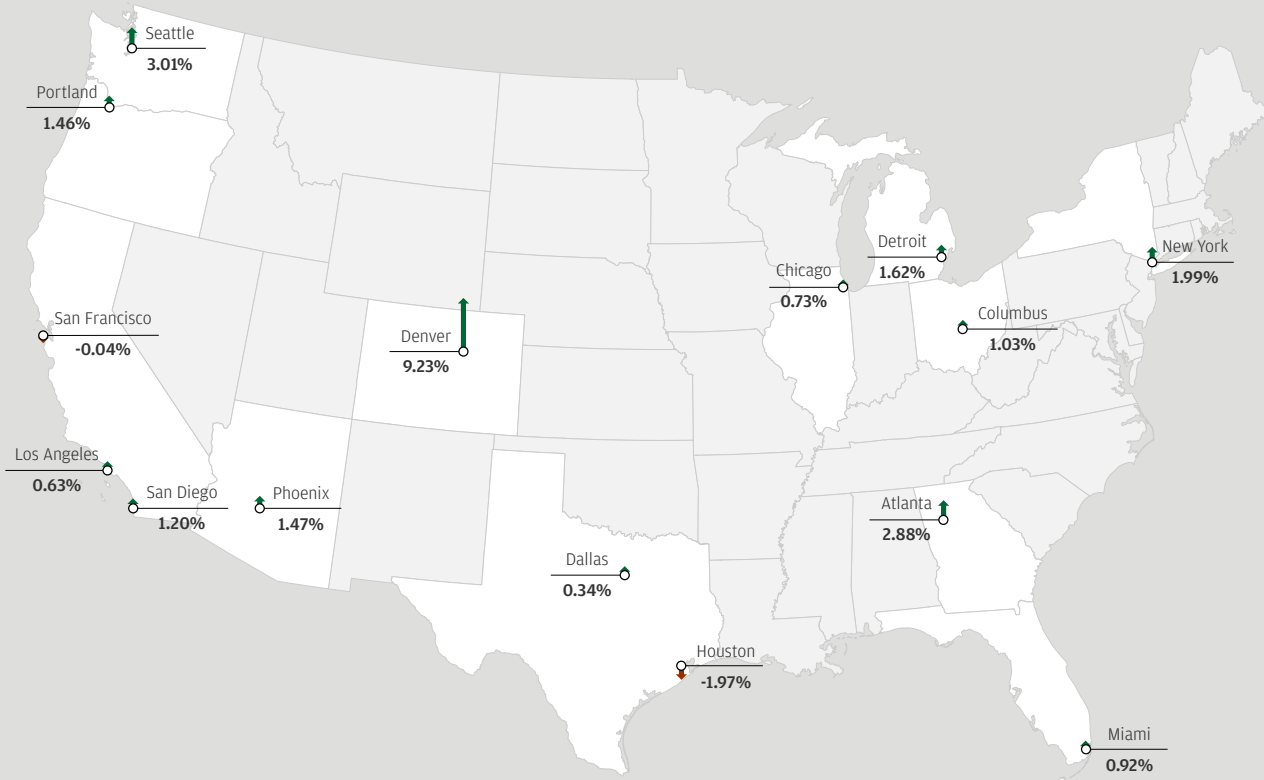 Seattle
3.01%
Portland
1.46%
Detroit
1.62%
New York
1.99%
Chicago
0.73%
San Francisco
-0.04%
Denver
9.23%
Columbus
1.03%
Los Angeles
0.63%
San Diego
1.20%
Phoenix
1.47%
Atlanta
2.88%
Dallas
0.34%
Houston
-1.97%
Miami
0.92%